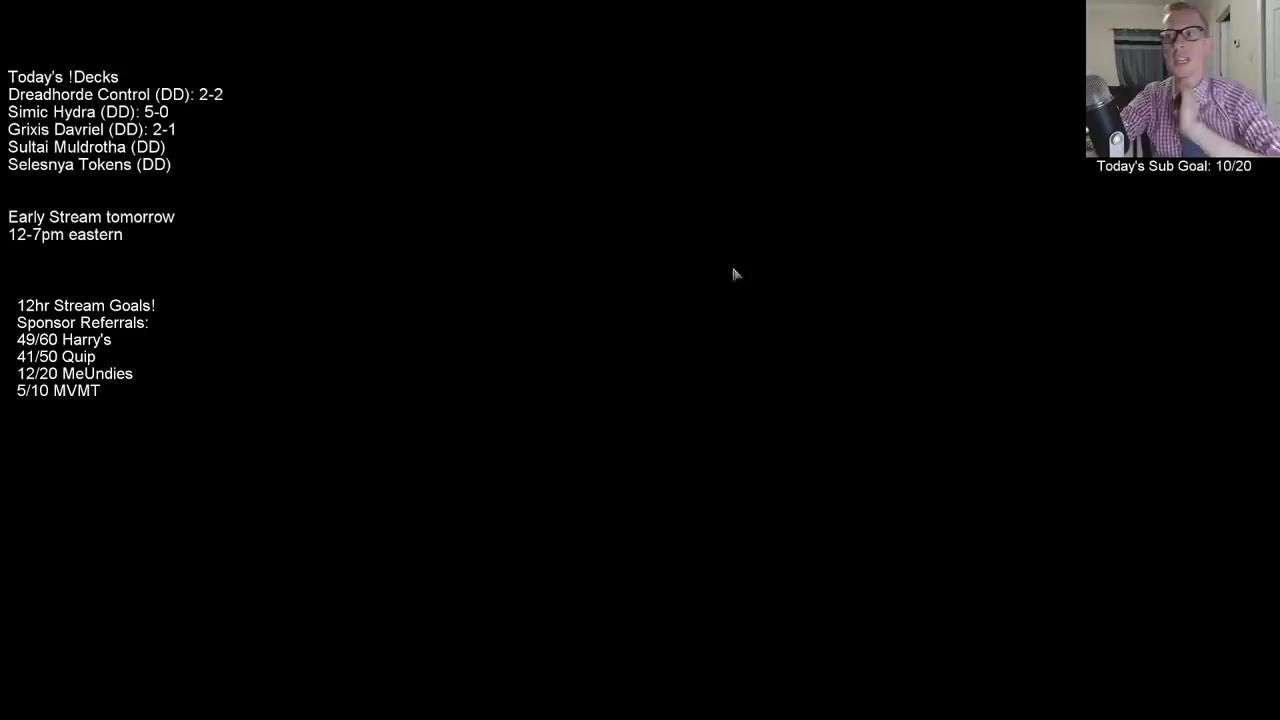 Today's !Decks
Dreadhorde Control (DD): 2-2
Simic Hydra (DD): 5-0
Grixis Davriel (DD): 2-1
Sultai Muldrotha (DD)
Selesnya Tokens (DD)
Early Stream tomorrow
12-7pm eastern
12hr Stream Goals!
Sponsor Referrals:
49/60 Harry's
41/50 Quip
12/20 MeUndies
5/10 MVMT
Today's Sub Goal: 10/20